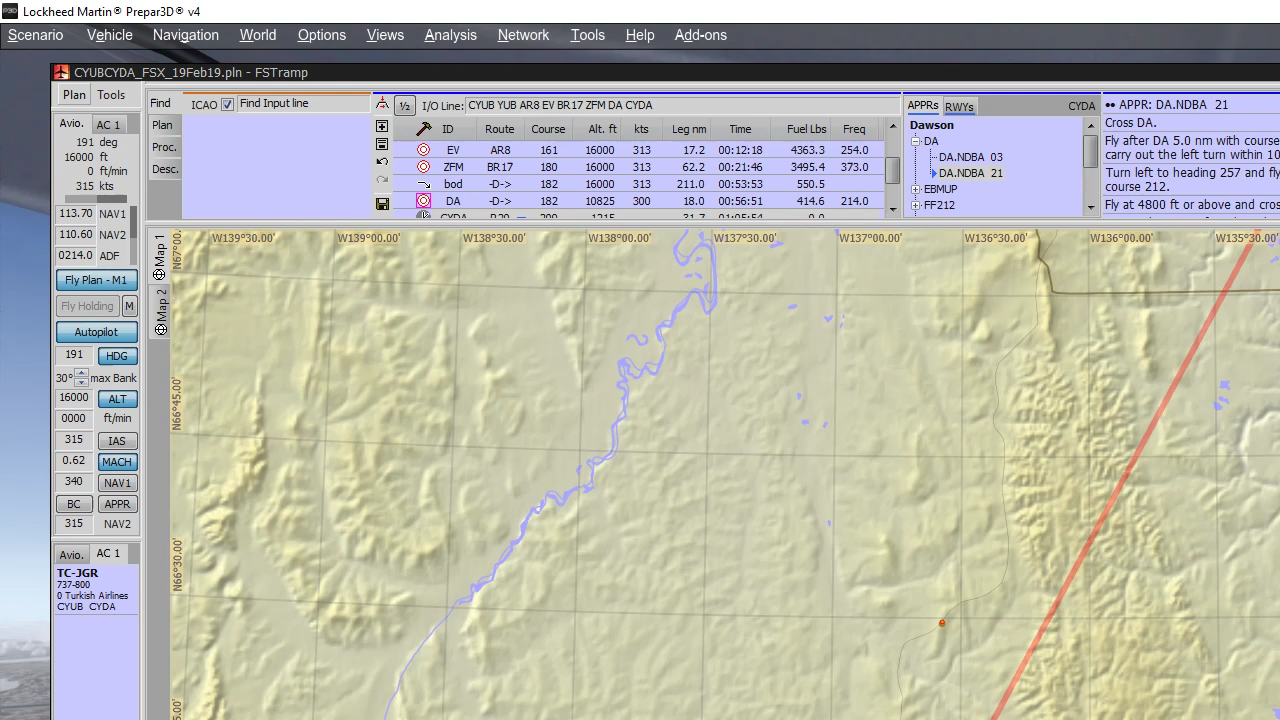 Lockheed Martin® Prepar3D® v4
Scenario Vehicle Navigation World Options Views Analysis Network Tools Help Add-ons
CYUBCYDA_FSX_19Feb19.pln - FSTramp
Plan Tools
Avio. AC 1
191 deg
16000 ft
0 ft/min
315 kts
113.70 NAV1
110.60 NAV2
0214.0 ADF
Fly Plan - M1
Fly Holding M
Autopilot
191 HDG
30° max Bank
16000 ALT
0000 ft/min
315 IAS
0.62 MACH
340 NAV1
BC APPR
315 NAV2
Avio. AC 1
TC-JGR
737-800
0 Turkish Airlines
CYUB CYDA
Find ICAO Find Input line
Plan
Proc.
Desc.
½ I/O Line: CYUB YUB AR8 EV BR17 ZFM DA CYDA
ID Route Course Alt. ft kts Leg nm Time Fuel Lbs Freq
EV AR8 161 16000 313 17.2 00:12:18 4363.3 254.0
ZFM BR17 180 16000 313 62.2 00:21:46 3495.4 373.0
bod -D-> 182 16000 313 211.0 00:53:53 550.5
DA -D-> 182 10825 300 18.0 00:56:51 414.6 214.0
APPRs RWYs CYDA
Dawson
DA
DA.NDBA 03
DA.NDBA 21
EBMUP
FF212
•• APPR: DA.NDBA 21
Cross DA.
Fly after DA 5.0 nm with course
carry out the left turn within 10
Turn left to heading 257 and fly
course 212.
Fly at 4800 ft or above and cross
Map 1
Map 2
W139°30.00' W139°00.00' W138°30.00' W138°00.00' W137°30.00' W137°00.00' W136°30.00' W136°00.00' W135°30.00'
N67°00.
N66°45.00'
N66°30.00'
5.00'